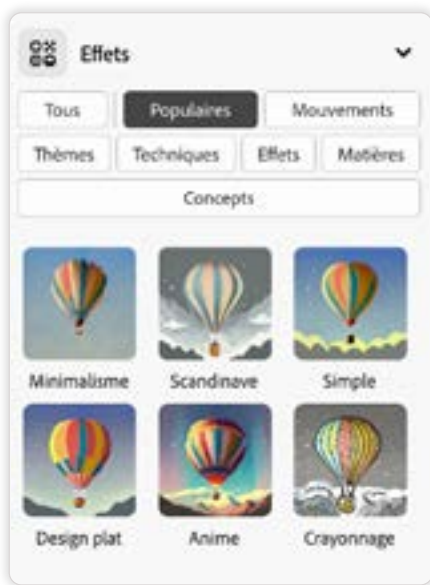 Effets
Tous Populaires Mouvements
Thèmes Techniques Effets Matières
Concepts
Minimalisme Scandinave Simple
Design plat Anime Crayonnage